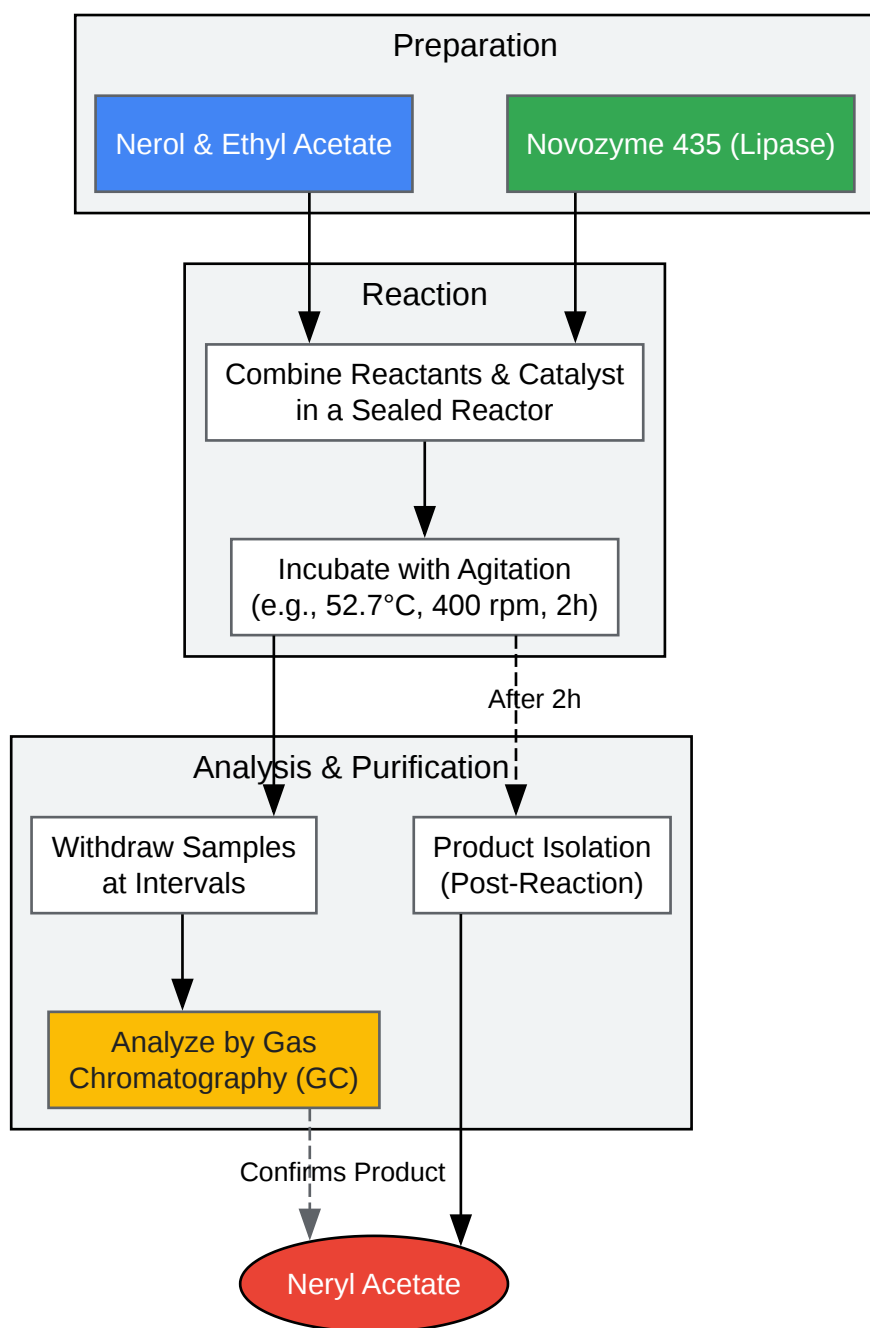 Preparation
Nerol & Ethyl Acetate
Novozyme 435 (Lipase)
Reaction
Combine Reactants & Catalyst
in a Sealed Reactor
Incubate with Agitation
(e.g., 52.7°C, 400 rpm, 2h)
After 2h
Analysis & Purification
Withdraw Samples
at Intervals
Product Isolation
(Post-Reaction)
Analyze by Gas
Chromatography (GC)
Confirms Product
Neryl Acetate